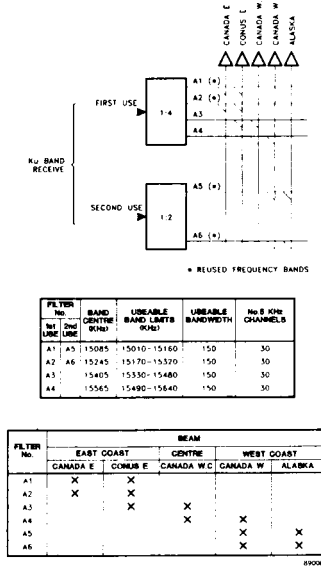 CANADA E
CONUS E
CANADA W.C
CANADA W
ALASKA
A1 (*)
A2 (*)
A3
A4
FIRST USE
1-4
Ku BAND
RECEIVE
A5 (*)
SECOND USE
1:2
A6 (*)
* REUSED FREQUENCY BANDS
FILTER No. BAND CENTRE (KHz) USEABLE BAND LIMITS (KHz) USEABLE BANDWIDTH No.5 KHz CHANNELS
1st USE 2nd USE
A1 A5 15085 15010-15160 150 30
A2 A6 15245 15170-15320 150 30
A3 15405 15330-15480 150 30
A4 15565 15490-15640 150 30
FILTER No. BEAM
EAST COAST CENTRE WEST COAST
CANADA E CONUS E CANADA W.C CANADA W ALASKA
A1 X X
A2 X X
A3 X X
A4 X X
A5 X X
A6 X X